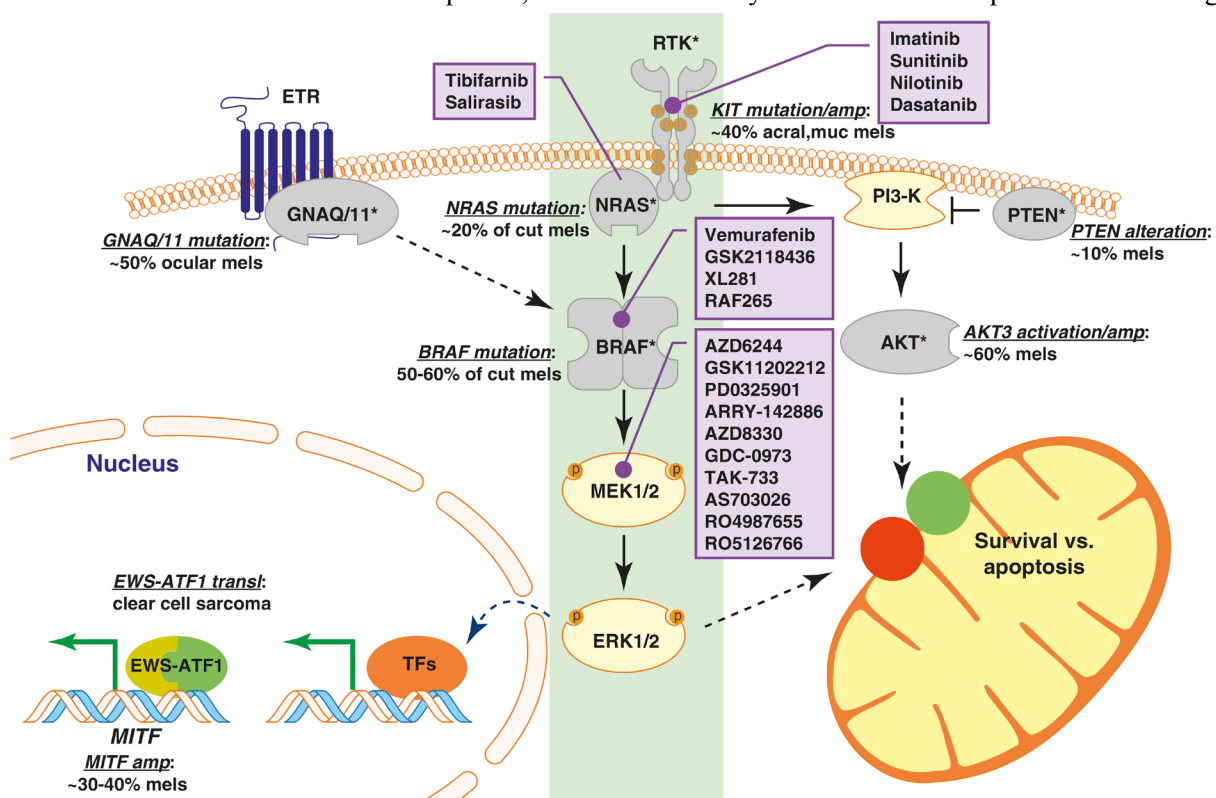 RTK*
Imatinib
Sunitinib
Nilotinib
Dasatanib
Tibifarnib
Salirasib
ETR
KIT mutation/amp:
~40% acral,muc mels
GNAQ/11*
NRAS mutation:
~20% of cut mels
NRAS*
PI3-K
PTEN*
GNAQ/11 mutation:
~50% ocular mels
PTEN alteration:
~10% mels
Vemurafenib
GSK2118436
XL281
RAF265
BRAF mutation:
50-60% of cut mels
BRAF*
AKT*
AKT3 activation/amp:
~60% mels
AZD6244
GSK11202212
PD0325901
ARRY-142886
AZD8330
GDC-0973
TAK-733
AS703026
RO4987655
RO5126766
Nucleus
p
p
MEK1/2
Survival vs.
apoptosis
EWS-ATF1 transl:
clear cell sarcoma
p
p
ERK1/2
EWS-ATF1
TFs
MITF
MITF amp:
~30-40% mels